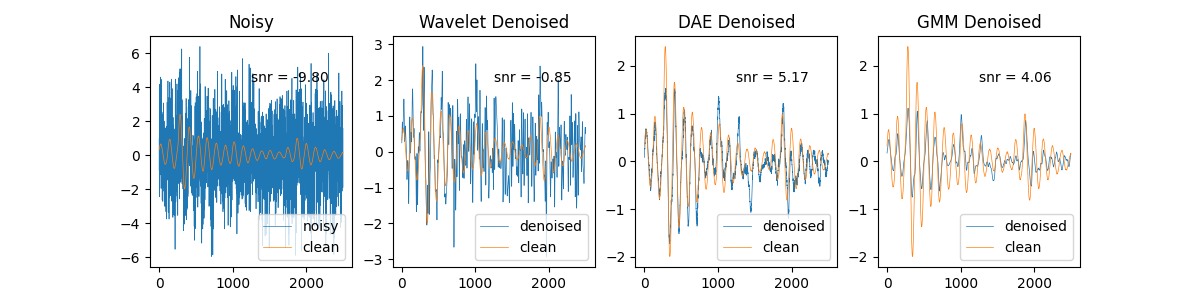 Noisy
6
4
2
0
−2
−4
−6
0
1000
2000
snr = -9.80
noisy
clean
Wavelet Denoised
3
2
1
0
−1
−2
−3
0
1000
2000
snr = -0.85
denoised
clean
DAE Denoised
2
1
0
−1
−2
0
1000
2000
snr = 5.17
denoised
clean
GMM Denoised
2
1
0
−1
−2
0
1000
2000
snr = 4.06
denoised
clean